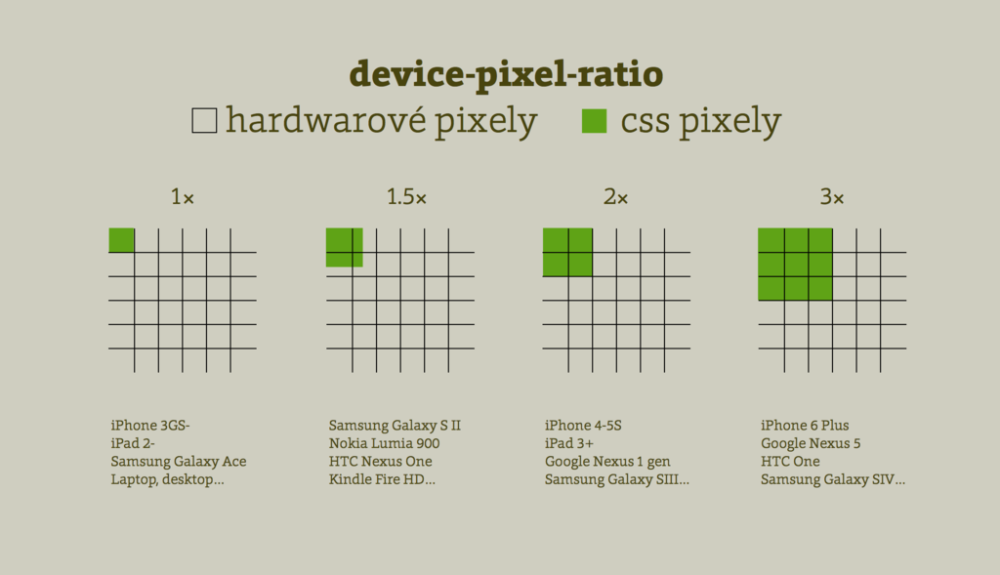 device-pixel-ratio
hardwarové pixely css pixely
1×
1.5×
2×
3×
iPhone 3GS-
iPad 2-
Samsung Galaxy Ace
Laptop, desktop...
Samsung Galaxy S II
Nokia Lumia 900
HTC Nexus One
Kindle Fire HD...
iPhone 4-5S
iPad 3+
Google Nexus 1 gen
Samsung Galaxy SIII...
iPhone 6 Plus
Google Nexus 5
HTC One
Samsung Galaxy SIV...